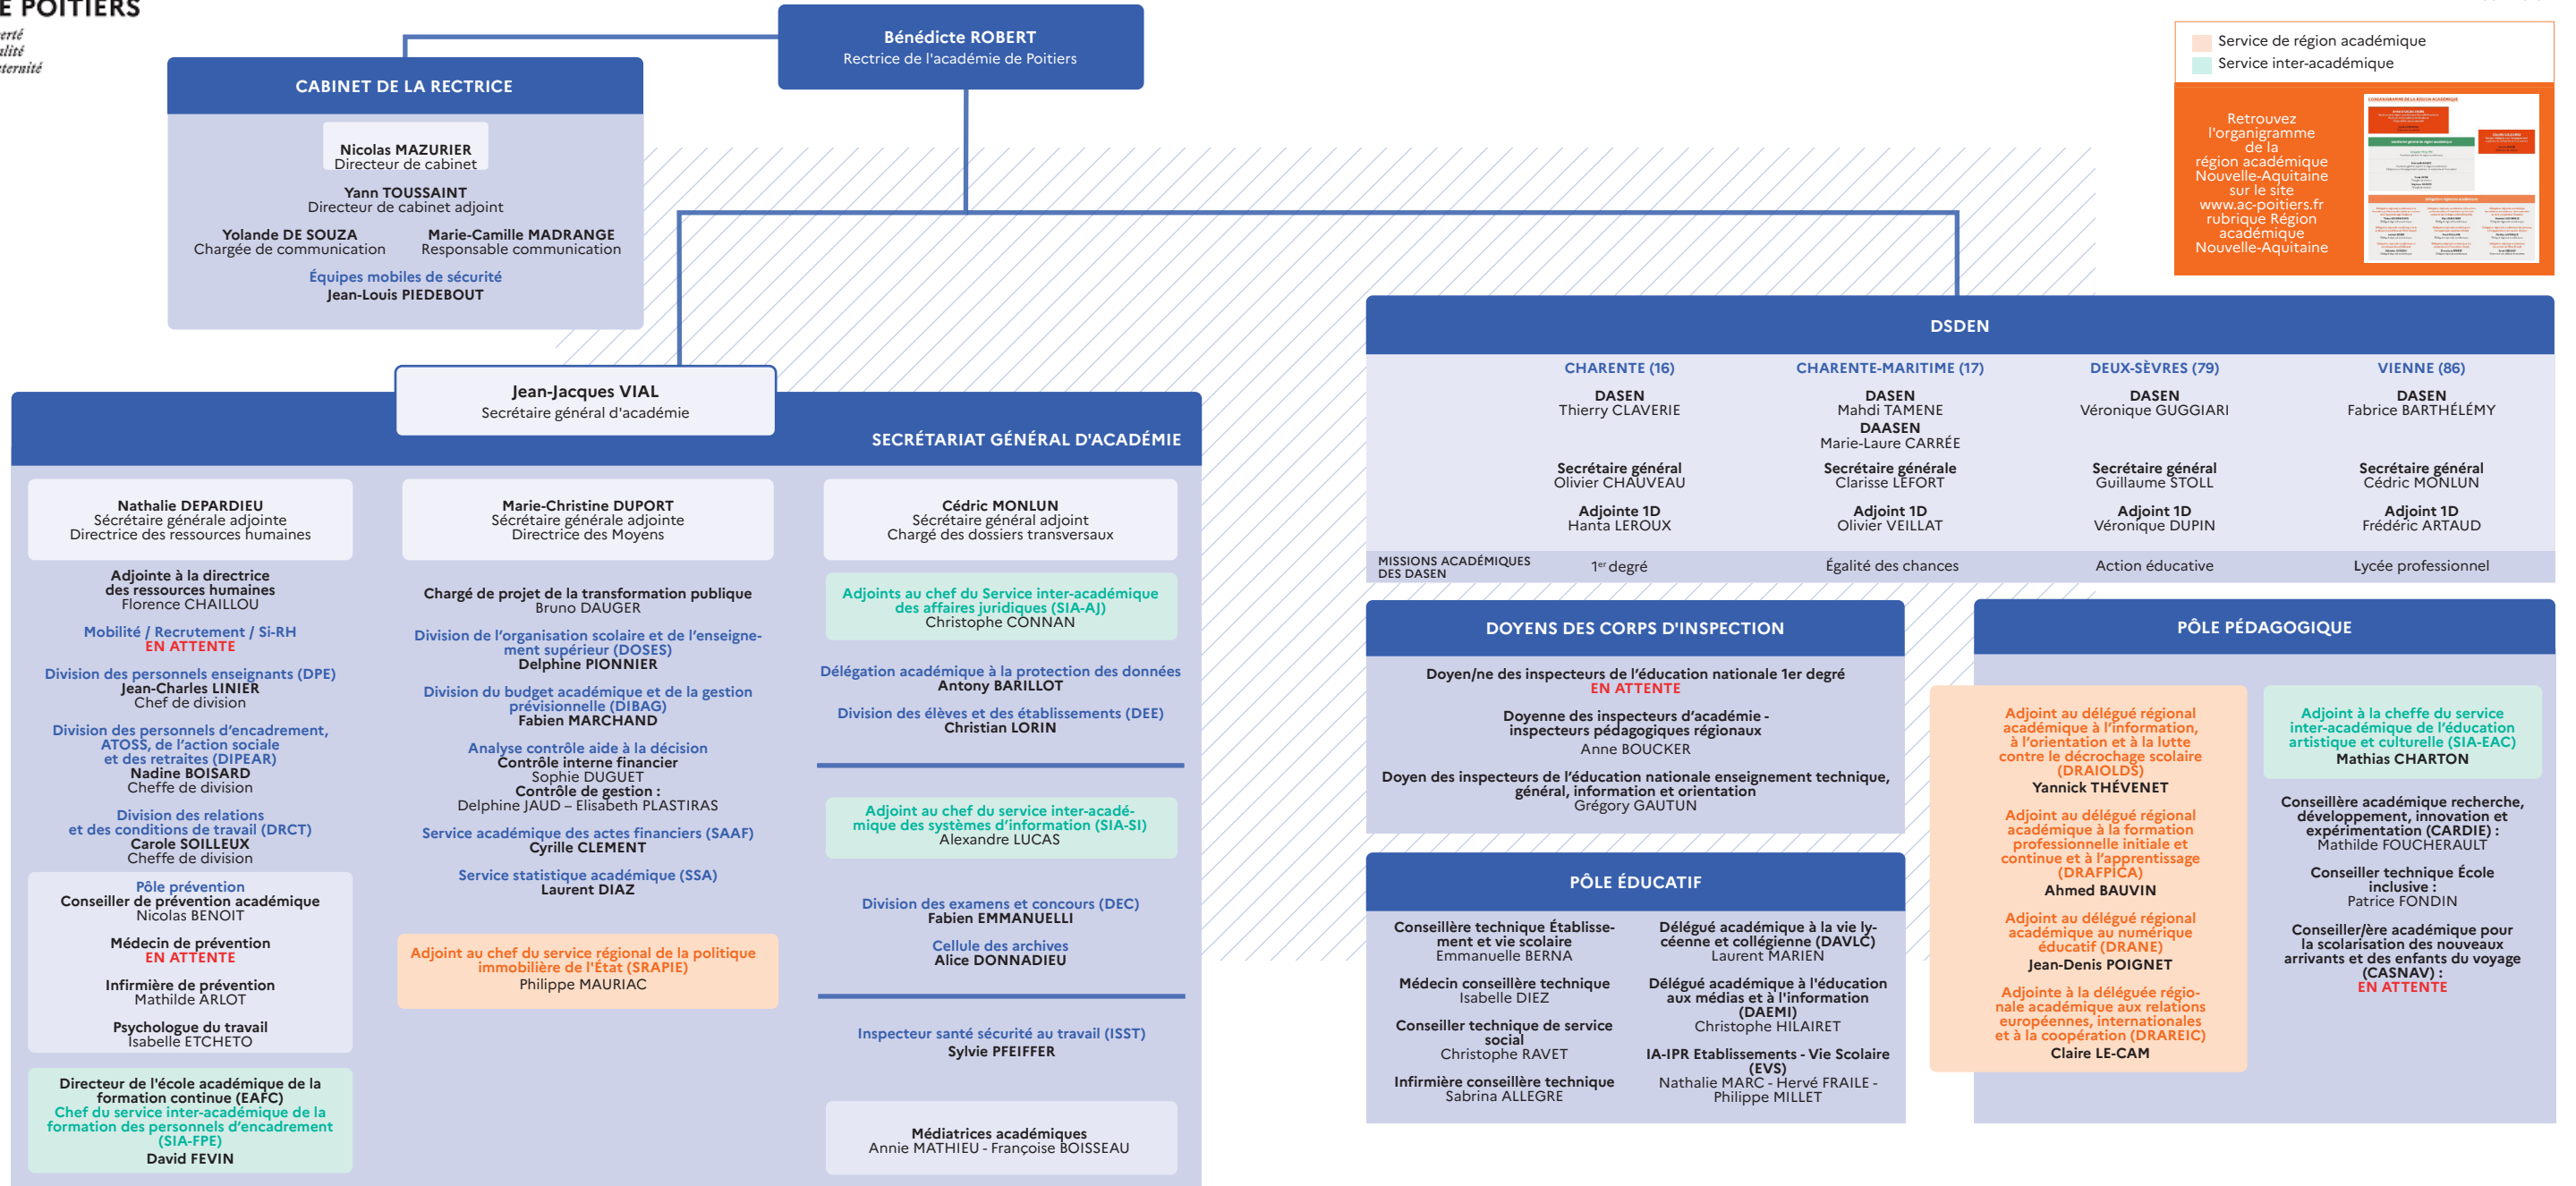 E POITIERS
Bénédicte ROBERT
Rectrice de l'académie de Poitiers
CABINET DE LA RECTRICE
Nicolas MAZURIER
Directeur de cabinet
Yann TOUSSAINT
Directeur de cabinet adjoint
Yolande DE SOUZA
Chargée de communication
Marie-Camille MADRANGE
Responsable communication
Équipes mobiles de sécurité
Jean-Louis PIEDEBOUT
Service de région académique
Service inter-académique
Retrouvez
l'organigramme
de la
région académique
Nouvelle-Aquitaine
sur le site
www.ac-poitiers.fr
rubrique Région
académique
Nouvelle-Aquitaine
Jean-Jacques VIAL
Secrétaire général d'académie
SECRÉTARIAT GÉNÉRAL D'ACADÉMIE
Nathalie DEPARDIEU
Sécrétaire générale adjointe
Directrice des ressources humaines
Adjointe à la directrice
des ressources humaines
Florence CHAILLOU
Mobilité / Recrutement / Si-RH
EN ATTENTE
Division des personnels enseignants (DPE)
Jean-Charles LINIER
Chef de division
Division des personnels d’encadrement,
ATOSS, de l’action sociale
et des retraites (DIPEAR)
Nadine BOISARD
Cheffe de division
Division des relations
et des conditions de travail (DRCT)
Carole SOILLEUX
Cheffe de division
Pôle prévention
Conseiller de prévention académique
Nicolas BENOIT
Médecin de prévention
EN ATTENTE
Infirmière de prévention
Mathilde ARLOT
Psychologue du travail
Isabelle ETCHETO
Directeur de l'école académique de la
formation continue (EAFC)
Chef du service inter-académique de la
formation des personnels d’encadrement
(SIA-FPE)
David FEVIN
Marie-Christine DUPORT
Sécrétaire générale adjointe
Directrice des Moyens
Chargé de projet de la transformation publique
Bruno DAUGER
Division de l’organisation scolaire et de l’enseigne-
ment supérieur (DOSES)
Delphine PIONNIER
Division du budget académique et de la gestion
prévisionnelle (DIBAG)
Fabien MARCHAND
Analyse contrôle aide à la décision
Contrôle interne financier
Sophie DUGUET
Contrôle de gestion :
Delphine JAUD – Elisabeth PLASTIRAS
Service académique des actes financiers (SAAF)
Cyrille CLEMENT
Service statistique académique (SSA)
Laurent DIAZ
Adjoint au chef du service régional de la politique
immobilière de l'État (SRAPIE)
Philippe MAURIAC
Cédric MONLUN
Sécrétaire général adjoint
Chargé des dossiers transversaux
Adjoints au chef du Service inter-académique
des affaires juridiques (SIA-AJ)
Christophe CONNAN
Délégation académique à la protection des données
Antony BARILLOT
Division des élèves et des établissements (DEE)
Christian LORIN
Adjoint au chef du service inter-acadé-
mique des systèmes d’information (SIA-SI)
Alexandre LUCAS
Division des examens et concours (DEC)
Fabien EMMANUELLI
Cellule des archives
Alice DONNADIEU
Inspecteur santé sécurité au travail (ISST)
Sylvie PFEIFFER
Médiatrices académiques
Annie MATHIEU - Françoise BOISSEAU
DSDEN
CHARENTE (16)
DASEN
Thierry CLAVERIE
Secrétaire général
Olivier CHAUVEAU
Adjointe 1D
Hanta LEROUX
CHARENTE-MARITIME (17)
DASEN
Mahdi TAMENE
DAASEN
Marie-Laure CARRÉE
Secrétaire générale
Clarisse LEFORT
Adjoint 1D
Olivier VEILLAT
DEUX-SÈVRES (79)
DASEN
Véronique GUGGIARI
Secrétaire général
Guillaume STOLL
Adjoint 1D
Véronique DUPIN
VIENNE (86)
DASEN
Fabrice BARTHÉLÉMY
Secrétaire général
Cédric MONLUN
Adjoint 1D
Frédéric ARTAUD
MISSIONS ACADÉMIQUES
DES DASEN
1er degré
Égalité des chances
Action éducative
Lycée professionnel
DOYENS DES CORPS D'INSPECTION
Doyen/ne des inspecteurs de l’éducation nationale 1er degré
EN ATTENTE
Doyenne des inspecteurs d’académie -
inspecteurs pédagogiques régionaux
Anne BOUCKER
Doyen des inspecteurs de l’éducation nationale enseignement technique,
général, information et orientation
Grégory GAUTUN
PÔLE ÉDUCATIF
Conseillère technique Établisse-
ment et vie scolaire
Emmanuelle BERNA
Médecin conseillère technique
Isabelle DIEZ
Conseiller technique de service
social
Christophe RAVET
Infirmière conseillère technique
Sabrina ALLEGRE
Délégué académique à la vie ly-
céenne et collégienne (DAVLC)
Laurent MARIEN
Délégué académique à l'éducation
aux médias et à l'information
(DAEMI)
Christophe HILAIRET
IA-IPR Etablissements - Vie Scolaire
(EVS)
Nathalie MARC - Hervé FRAILE -
Philippe MILLET
PÔLE PÉDAGOGIQUE
Adjoint au délégué régional
académique à l’information,
à l’orientation et à la lutte
contre le décrochage scolaire
(DRAIOLDS)
Yannick THÉVENET
Adjoint au délégué régional
académique à la formation
professionnelle initiale et
continue et à l’apprentissage
(DRAFPICA)
Ahmed BAUVIN
Adjoint au délégué régional
académique au numérique
éducatif (DRANE)
Jean-Denis POIGNET
Adjointe à la déléguée régio-
nale académique aux relations
européennes, internationales
et à la coopération (DRAREIC)
Claire LE-CAM
Adjoint à la cheffe du service
inter-académique de l’éducation
artistique et culturelle (SIA-EAC)
Mathias CHARTON
Conseillère académique recherche,
développement, innovation et
expérimentation (CARDIE) :
Mathilde FOUCHERAULT
Conseiller technique École
inclusive :
Patrice FONDIN
Conseiller/ère académique pour
la scolarisation des nouveaux
arrivants et des enfants du voyage
(CASNAV) :
EN ATTENTE